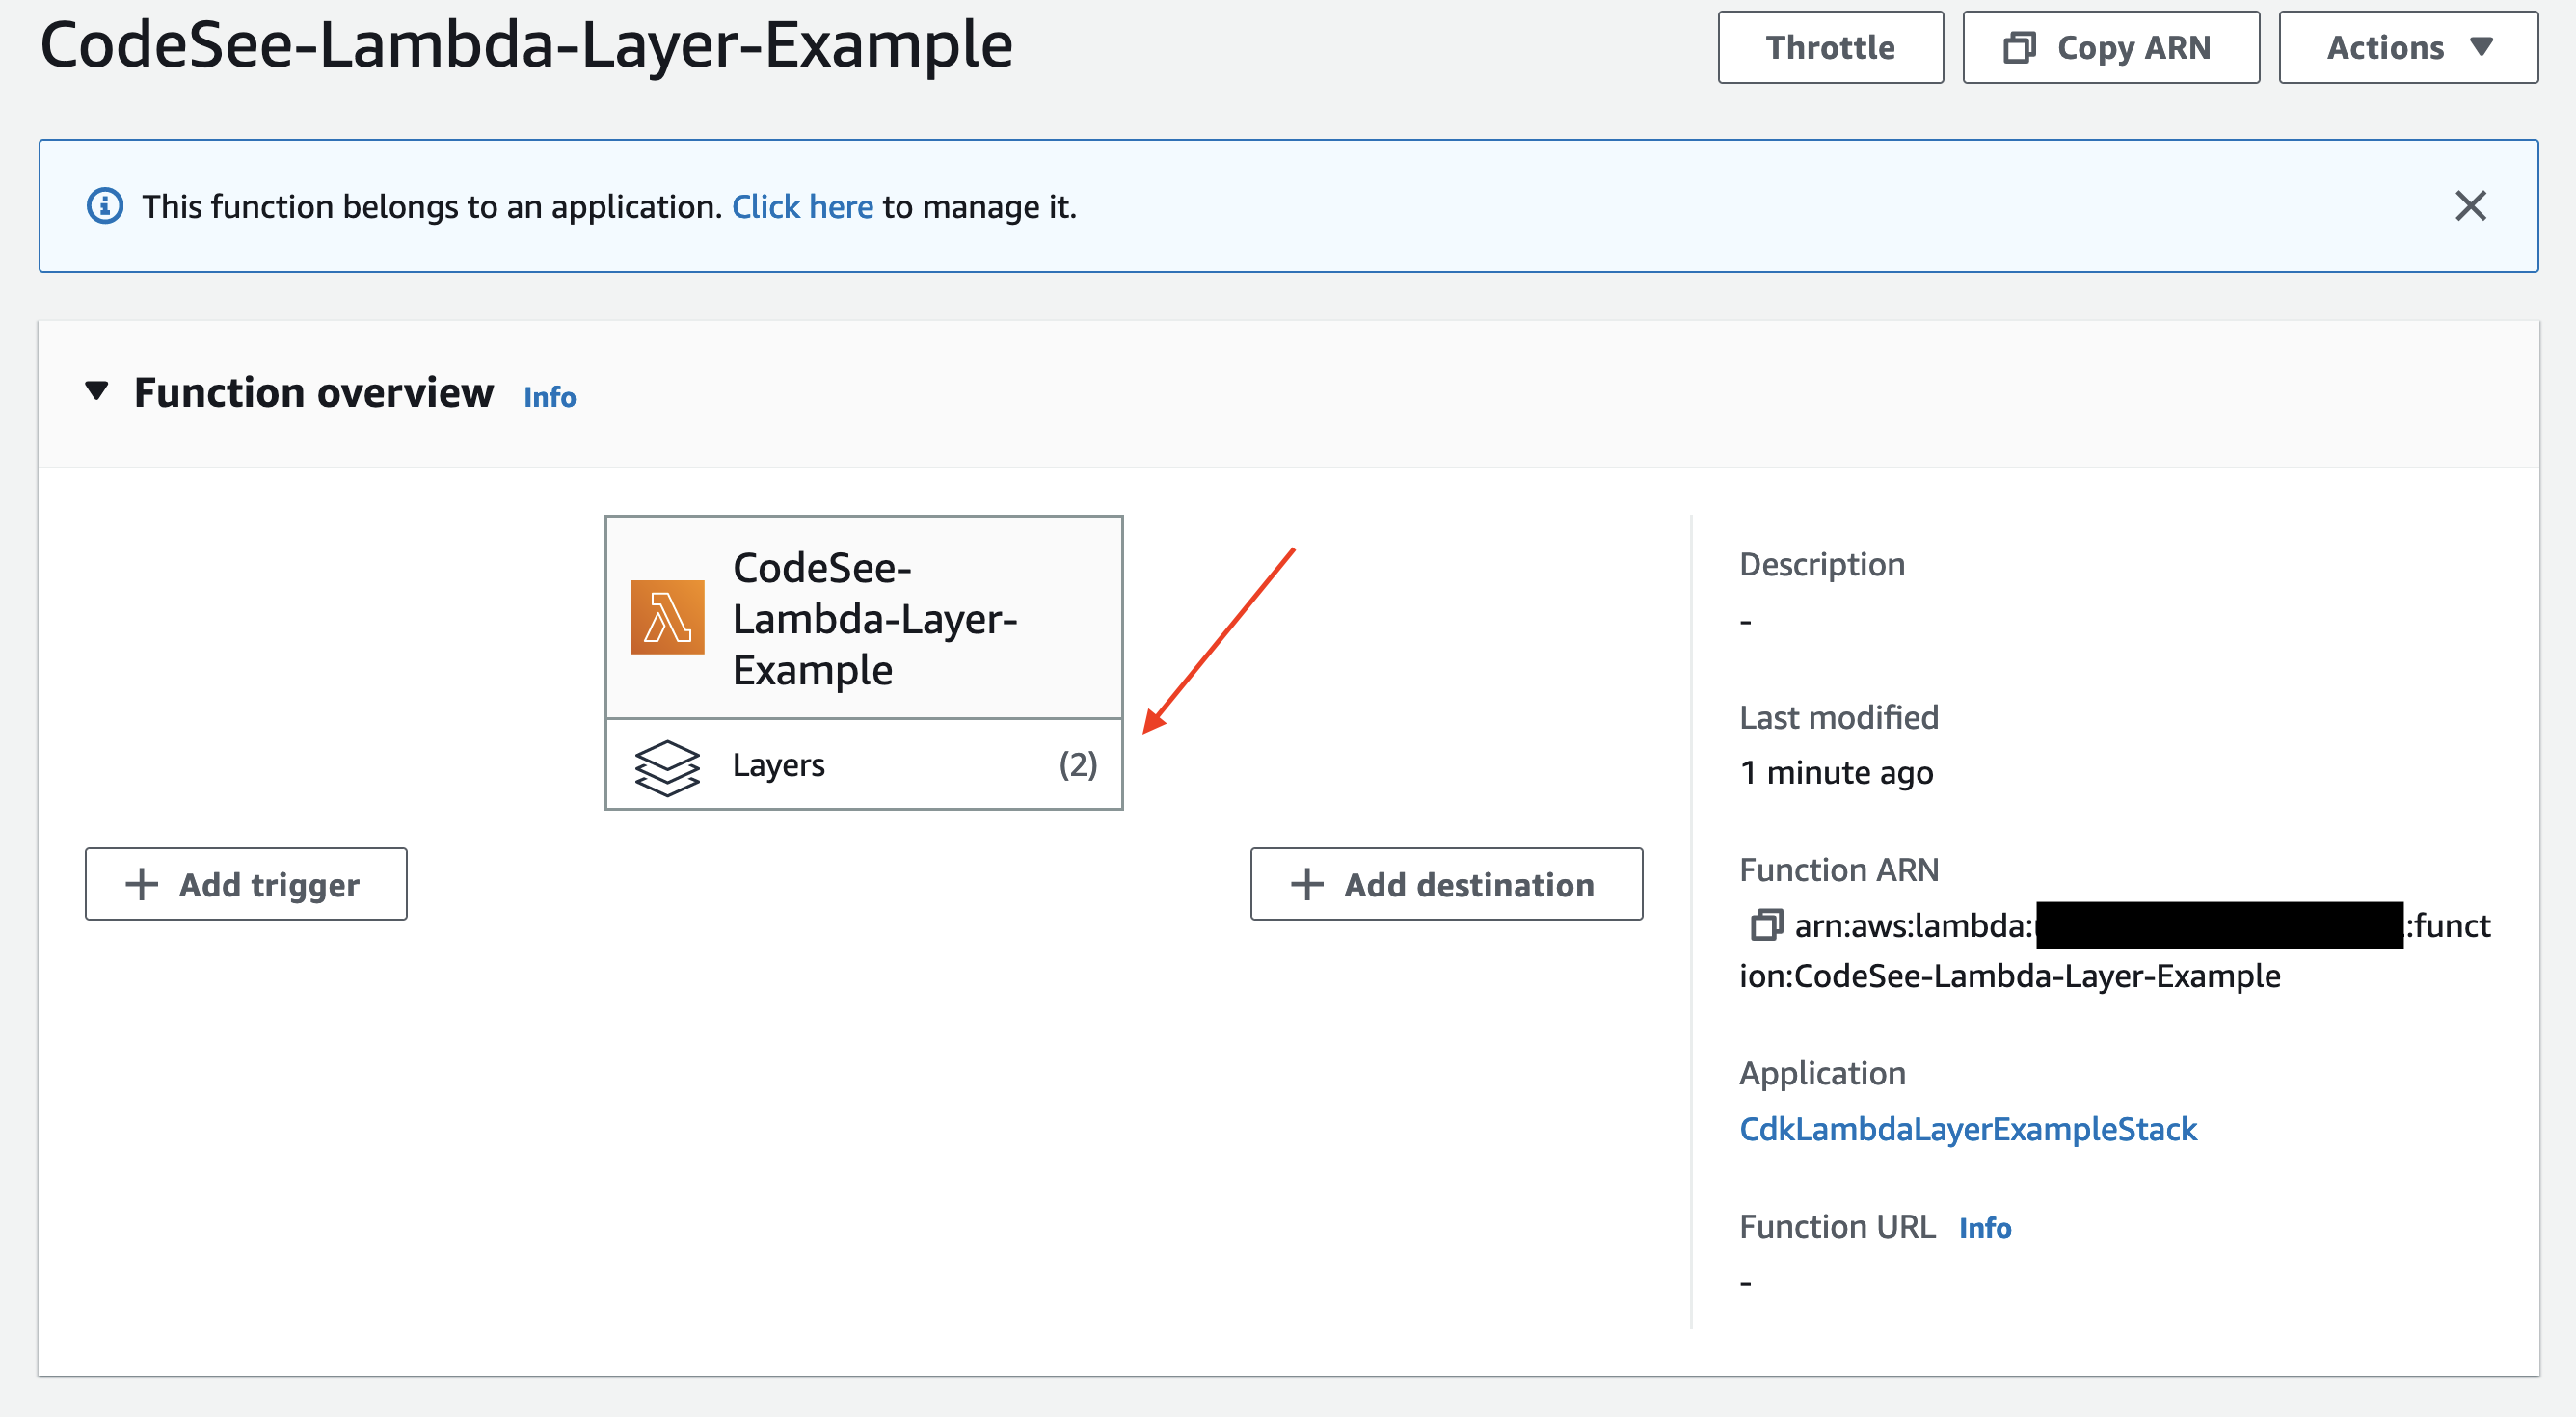 CodeSee-Lambda-Layer-Example
Throttle
Copy ARN
Actions
This function belongs to an application. Click here to manage it.
Function overview Info
CodeSee-
Lambda-Layer-
Example
Layers (2)
Add trigger
Add destination
Description
-
Last modified
1 minute ago
Function ARN
arn:aws:lambda: :funct
ion:CodeSee-Lambda-Layer-Example
Application
CdkLambdaLayerExampleStack
Function URL Info
-